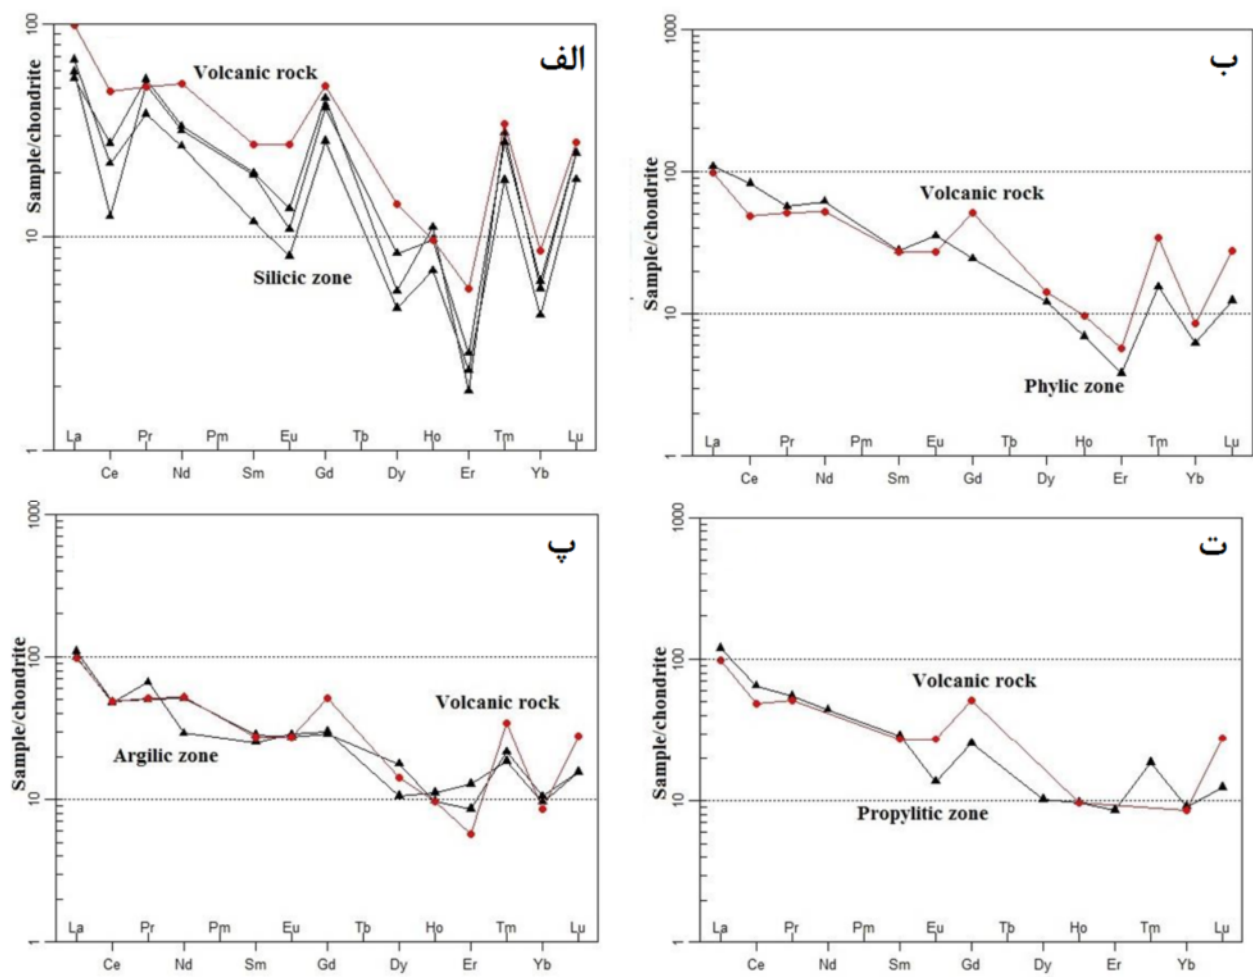 الف
Sample/chondrite
100
10
1
Volcanic rock
Silicic zone
La Pr Pm Eu Tb Ho Tm Lu
Ce Nd Sm Gd Dy Er Yb
ب
Sample/chondrite
1000
100
10
1
Volcanic rock
Phylic zone
La Pr Pm Eu Tb Ho Tm Lu
Ce Nd Sm Gd Dy Er Yb
پ
Sample/chondrite
1000
100
10
1
Volcanic rock
Argilic zone
La Pr Pm Eu Tb Ho Tm Lu
Ce Nd Sm Gd Dy Er Yb
ت
Sample/chondrite
1000
100
10
1
Volcanic rock
Propylitic zone
La Pr Pm Eu Tb Ho Tm Lu
Ce Nd Sm Gd Dy Er Yb